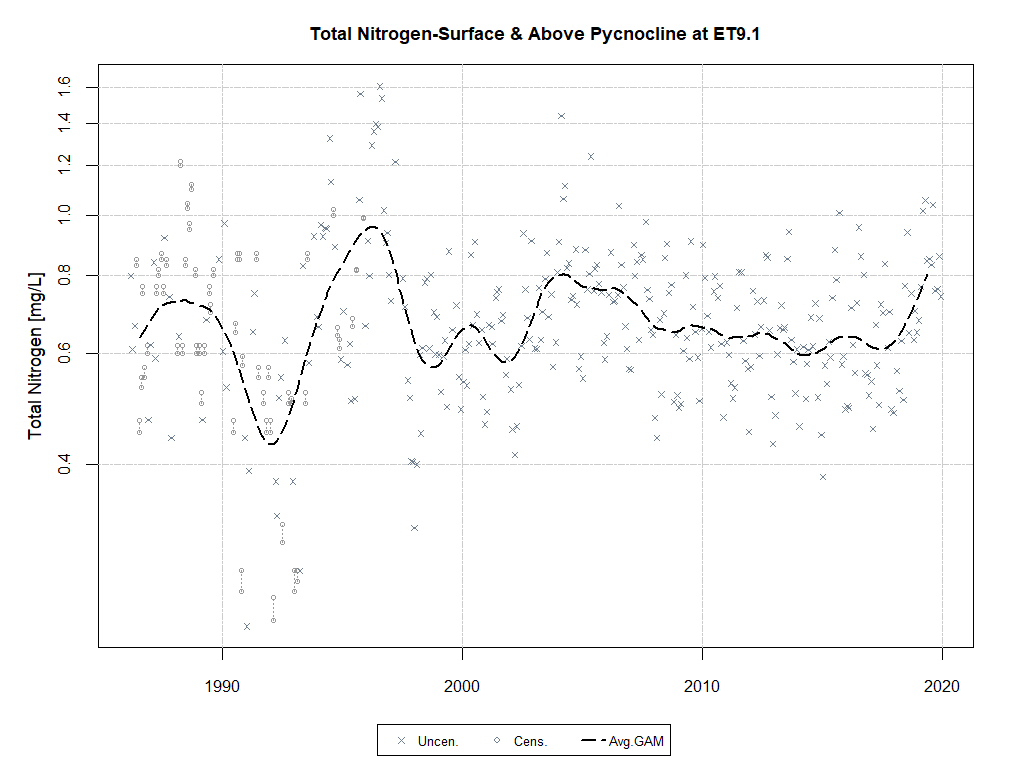 Total Nitrogen-Surface & Above Pycnocline at ET9.1
Total Nitrogen [mg/L]
1.6
1.4
1.2
1.0
0.8
0.6
0.4
1990 2000 2010 2020
Uncen. Cens. Avg.GAM